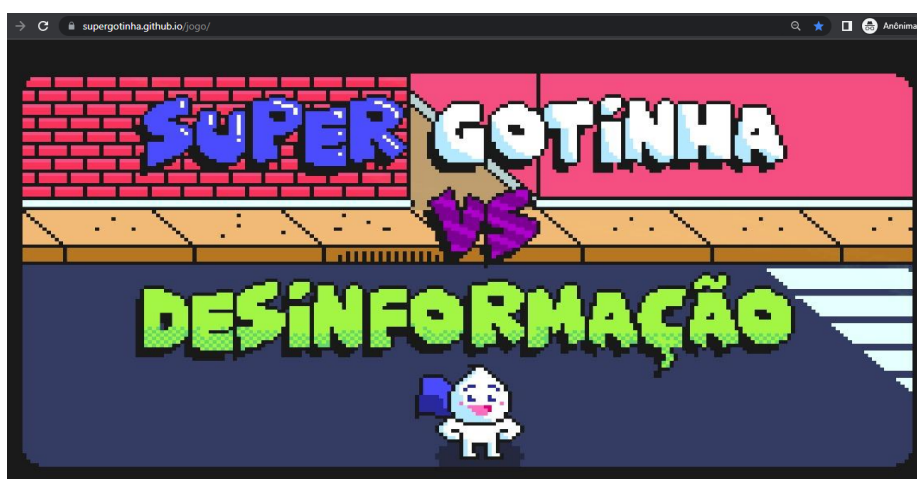 supergotinha.github.io/jogo/
Anônima
SUPER GOTINHA
VS
DESINFORMAÇÃO